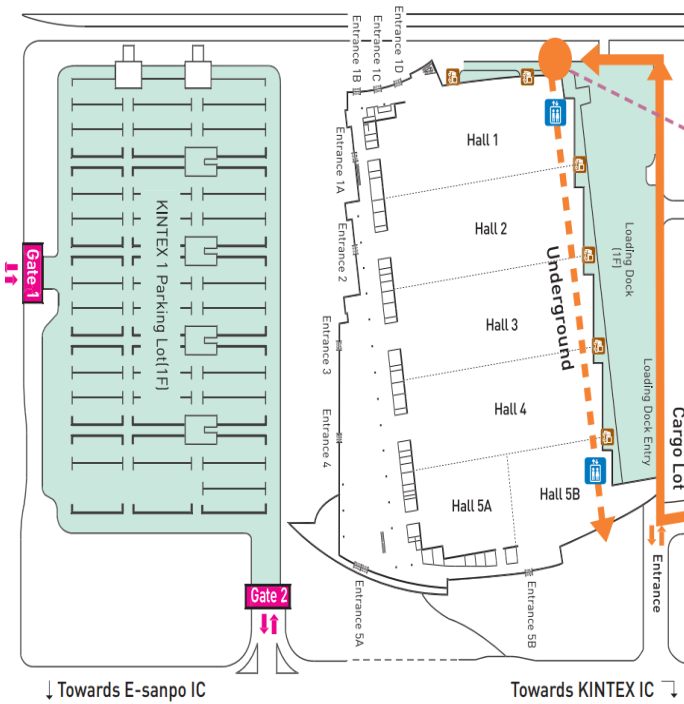 Entrance 1B
Entrance 1C
Entrance 1D
Entrance 1A
Hall 1
Entrance 2
Hall 2
Underground
Loading Dock
(1F)
KINTEX 1 Parking Lot(1F)
Gate 1
Entrance 3
Hall 3
Loading Dock Entry
Entrance 4
Hall 4
Cargo Lot
Hall 5A
Hall 5B
Entrance
Gate 2
Entrance 5A
Entrance 5B
↓ Towards E-sanpo IC
Towards KINTEX IC